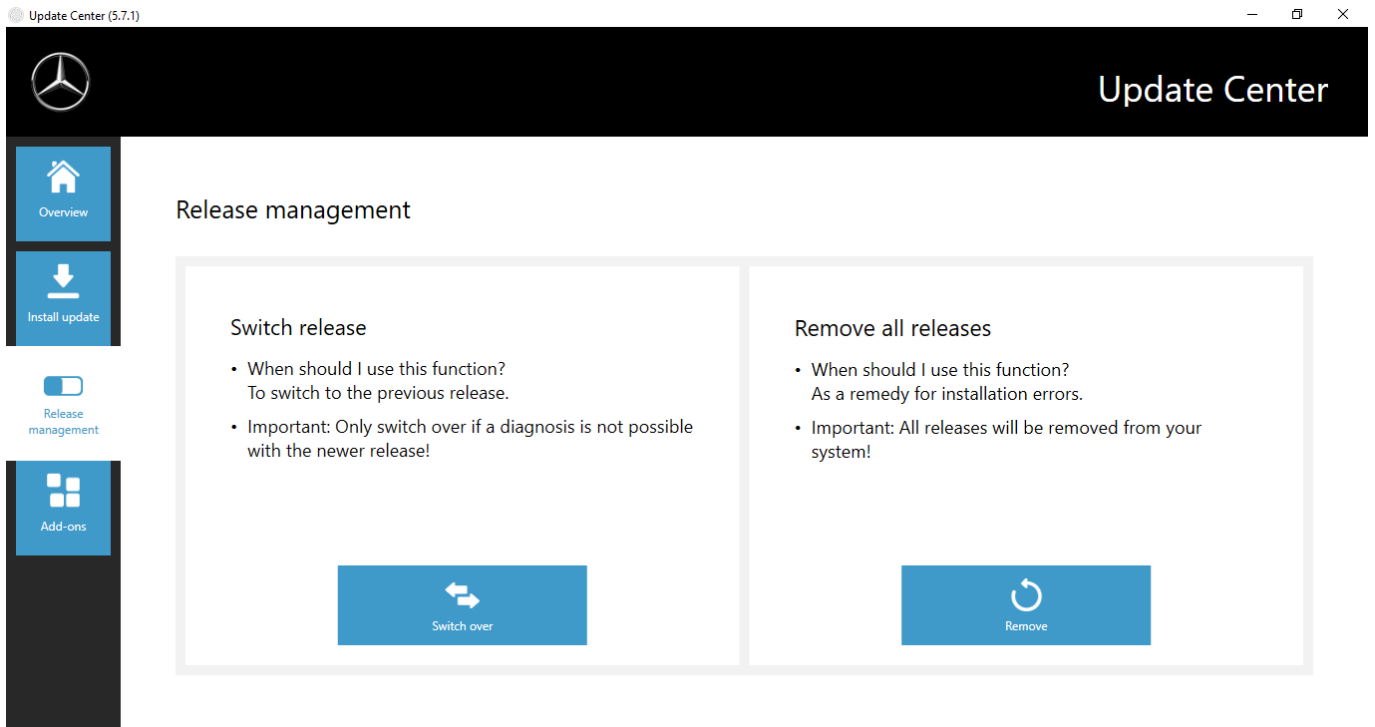 Update Center (5.7.1)
Update Center
Overview
Install update
Release
management
Add-ons
Release management
Switch release
• When should I use this function?
To switch to the previous release.
• Important: Only switch over if a diagnosis is not possible
with the newer release!
Switch over
Remove all releases
• When should I use this function?
As a remedy for installation errors.
• Important: All releases will be removed from your
system!
Remove